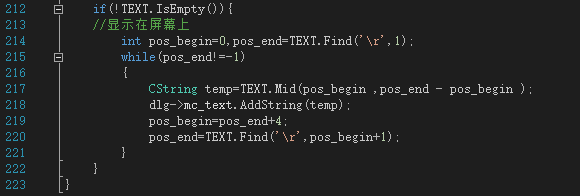 212 if(!TEXT.IsEmpty()){
213 //显示在屏幕上
214 int pos_begin=0,pos_end=TEXT.Find('\r',1);
215 while(pos_end!=-1)
216 {
217 CString temp=TEXT.Mid(pos_begin ,pos_end - pos_begin );
218 dlg->mc_text.AddString(temp);
219 pos_begin=pos_end+4;
220 pos_end=TEXT.Find('\r',pos_begin+1);
221 }
222 }
223 }